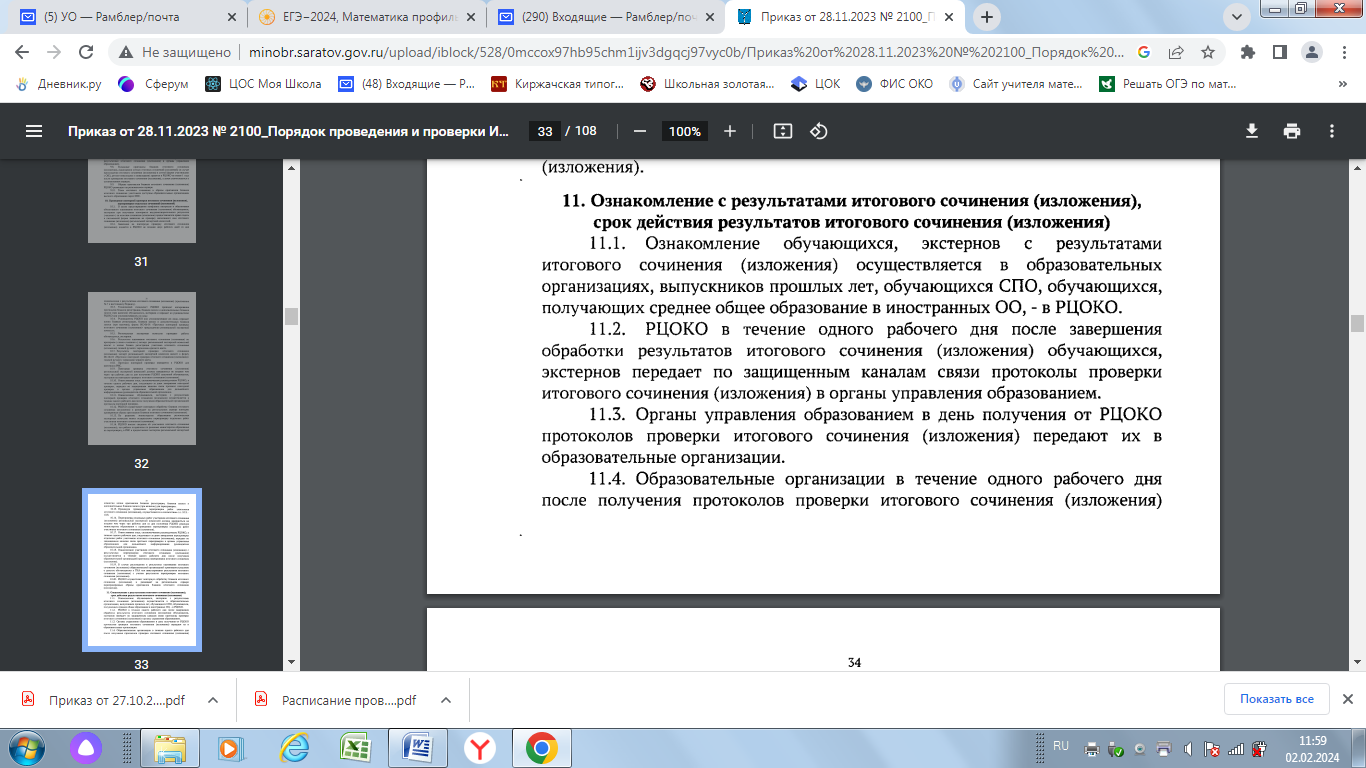 (5) УО — Рамблер/почта
ЕГЭ–2024, Математика профил
(290) Входящие — Рамблер/поч
Приказ от 28.11.2023 № 2100_П
Не защищено
minobr.saratov.gov.ru/upload/iblock/528/0mccox97hb95chm1ijv3dgqcj97vyc0b/Приказ%20от%2028.11.2023%20№%202100_Порядок%20...
Дневник.ру
Сферум
ЦОС Моя Школа
(48) Входящие — Р...
Киржачская типог...
Школьная золотая...
ЦОК
ФИС ОКО
Сайт учителя мате...
Решать ОГЭ по мат...
»
Приказ от 28.11.2023 № 2100_Порядок проведения и проверки И...
33 / 108
100%
31
32
33
(изложения).
11. Ознакомление с результатами итогового сочинения (изложения),
срок действия результатов итогового сочинения (изложения)
11.1. Ознакомление обучающихся, экстернов с результатами
итогового сочинения (изложения) осуществляется в образовательных
организациях, выпускников прошлых лет, обучающихся СПО, обучающихся,
получающих среднее общее образование в иностранных ОО, - в РЦОКО.
11.2. РЦОКО в течение одного рабочего дня после завершения
обработки результатов итогового сочинения (изложения) обучающихся,
экстернов передает по защищенным каналам связи протоколы проверки
итогового сочинения (изложения) в органы управления образованием.
11.3. Органы управления образованием в день получения от РЦОКО
протоколов проверки итогового сочинения (изложения) передают их в
образовательные организации.
11.4. Образовательные организации в течение одного рабочего дня
после получения протоколов проверки итогового сочинения (изложения)
34
Приказ от 27.10.2....pdf
Расписание пров....pdf
Показать все
RU
11:59
02.02.2024